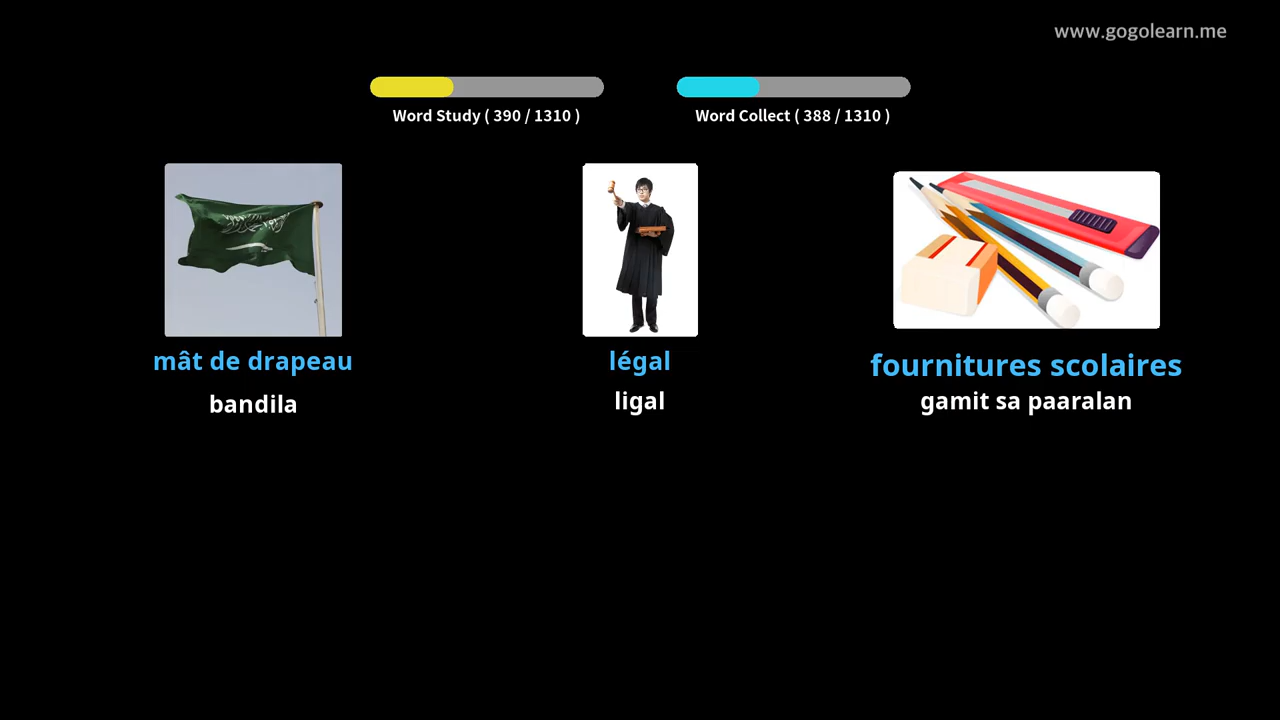 www.gogolearn.me
Word Study ( 390 / 1310 )
Word Collect ( 388 / 1310 )
mât de drapeau
légal
fournitures scolaires
bandila
ligal
gamit sa paaralan